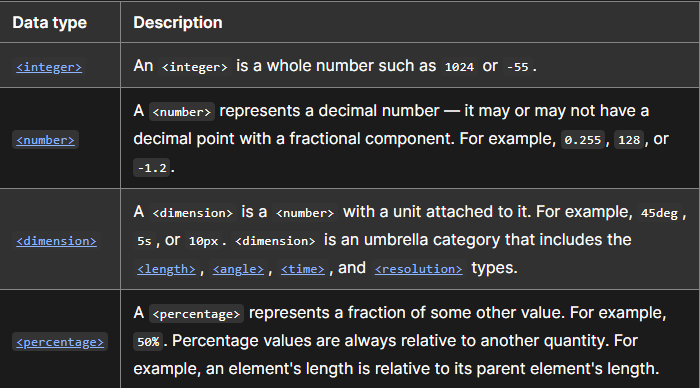 Data type Description
<integer> An <integer> is a whole number such as 1024 or -55.
A <number> represents a decimal number — it may or may not have a
<number> decimal point with a fractional component. For example, 0.255, 128, or
-1.2.
A <dimension> is a <number> with a unit attached to it. For example, 45deg,
<dimension> 5s, or 10px. <dimension> is an umbrella category that includes the
<length>, <angle>, <time>, and <resolution> types.
A <percentage> represents a fraction of some other value. For example,
<percentage> 50%. Percentage values are always relative to another quantity. For
example, an element's length is relative to its parent element's length.